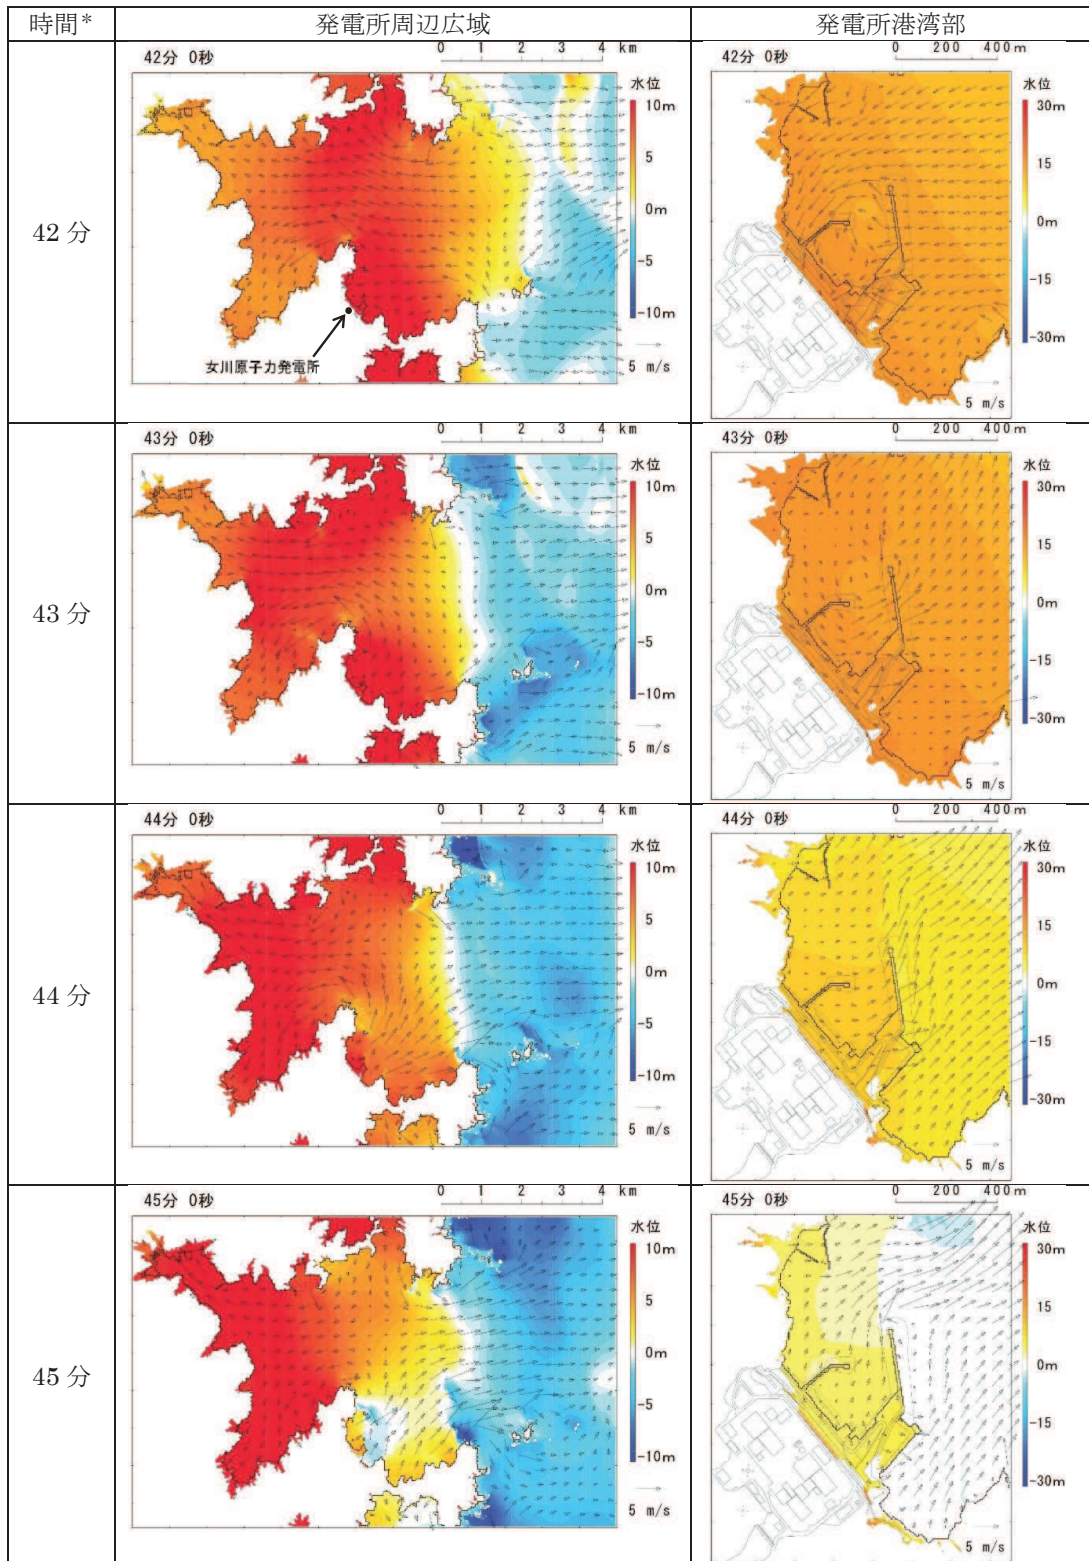 時間* 発電所周辺広域 発電所港湾部
42分
42分 0秒 0 1 2 3 4 km
水位
10m
5
0m
-5
-10m
5 m/s
女川原子力発電所
42分 0秒 0 200 400m
水位
30m
15
0m
-15
-30m
5 m/s
43分
43分 0秒 0 1 2 3 4 km
水位
10m
5
0m
-5
-10m
5 m/s
43分 0秒 0 200 400m
水位
30m
15
0m
-15
-30m
5 m/s
44分
44分 0秒 0 1 2 3 4 km
水位
10m
5
0m
-5
-10m
5 m/s
44分 0秒 0 200 400m
水位
30m
15
0m
-15
-30m
5 m/s
45分
45分 0秒 0 1 2 3 4 km
水位
10m
5
0m
-5
-10m
5 m/s
45分 0秒 0 200 400m
水位
30m
15
0m
-15
-30m
5 m/s